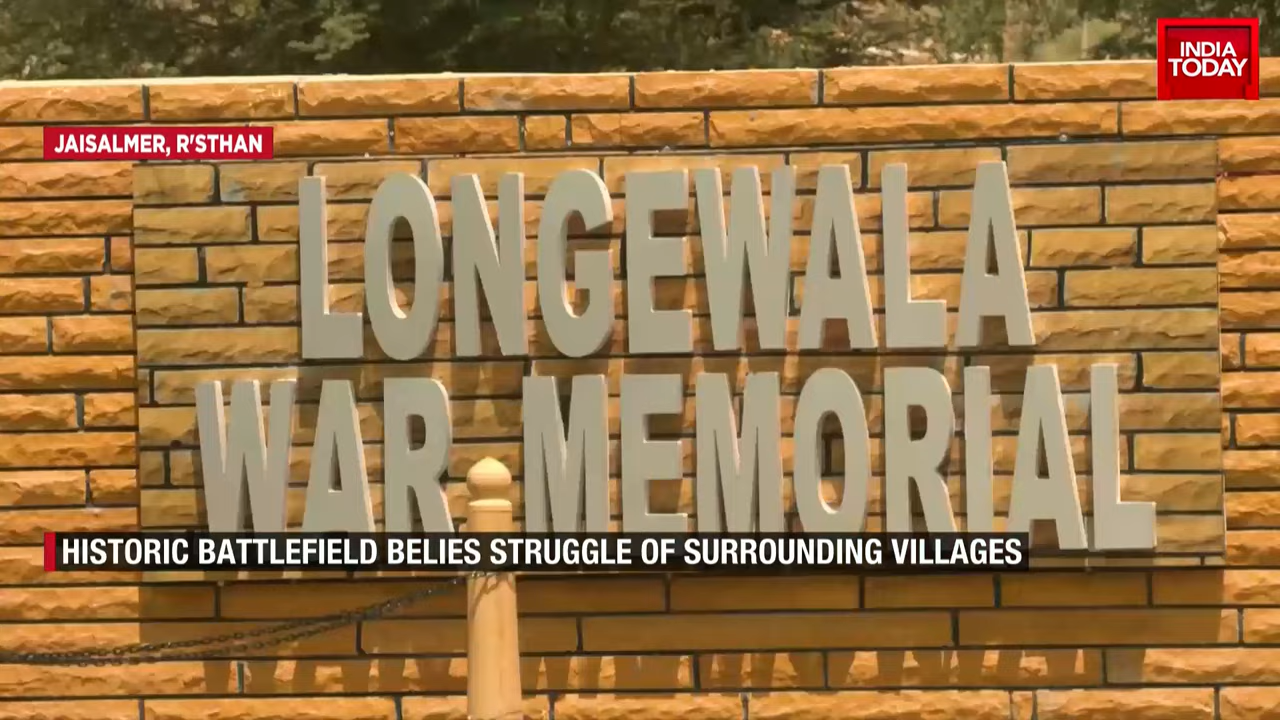 INDIA
TODAY
JAISALMER, R'STHAN
LONGEWALA
WAR MEMORIAL
HISTORIC BATTLEFIELD BELIES STRUGGLE OF SURROUNDING VILLAGES